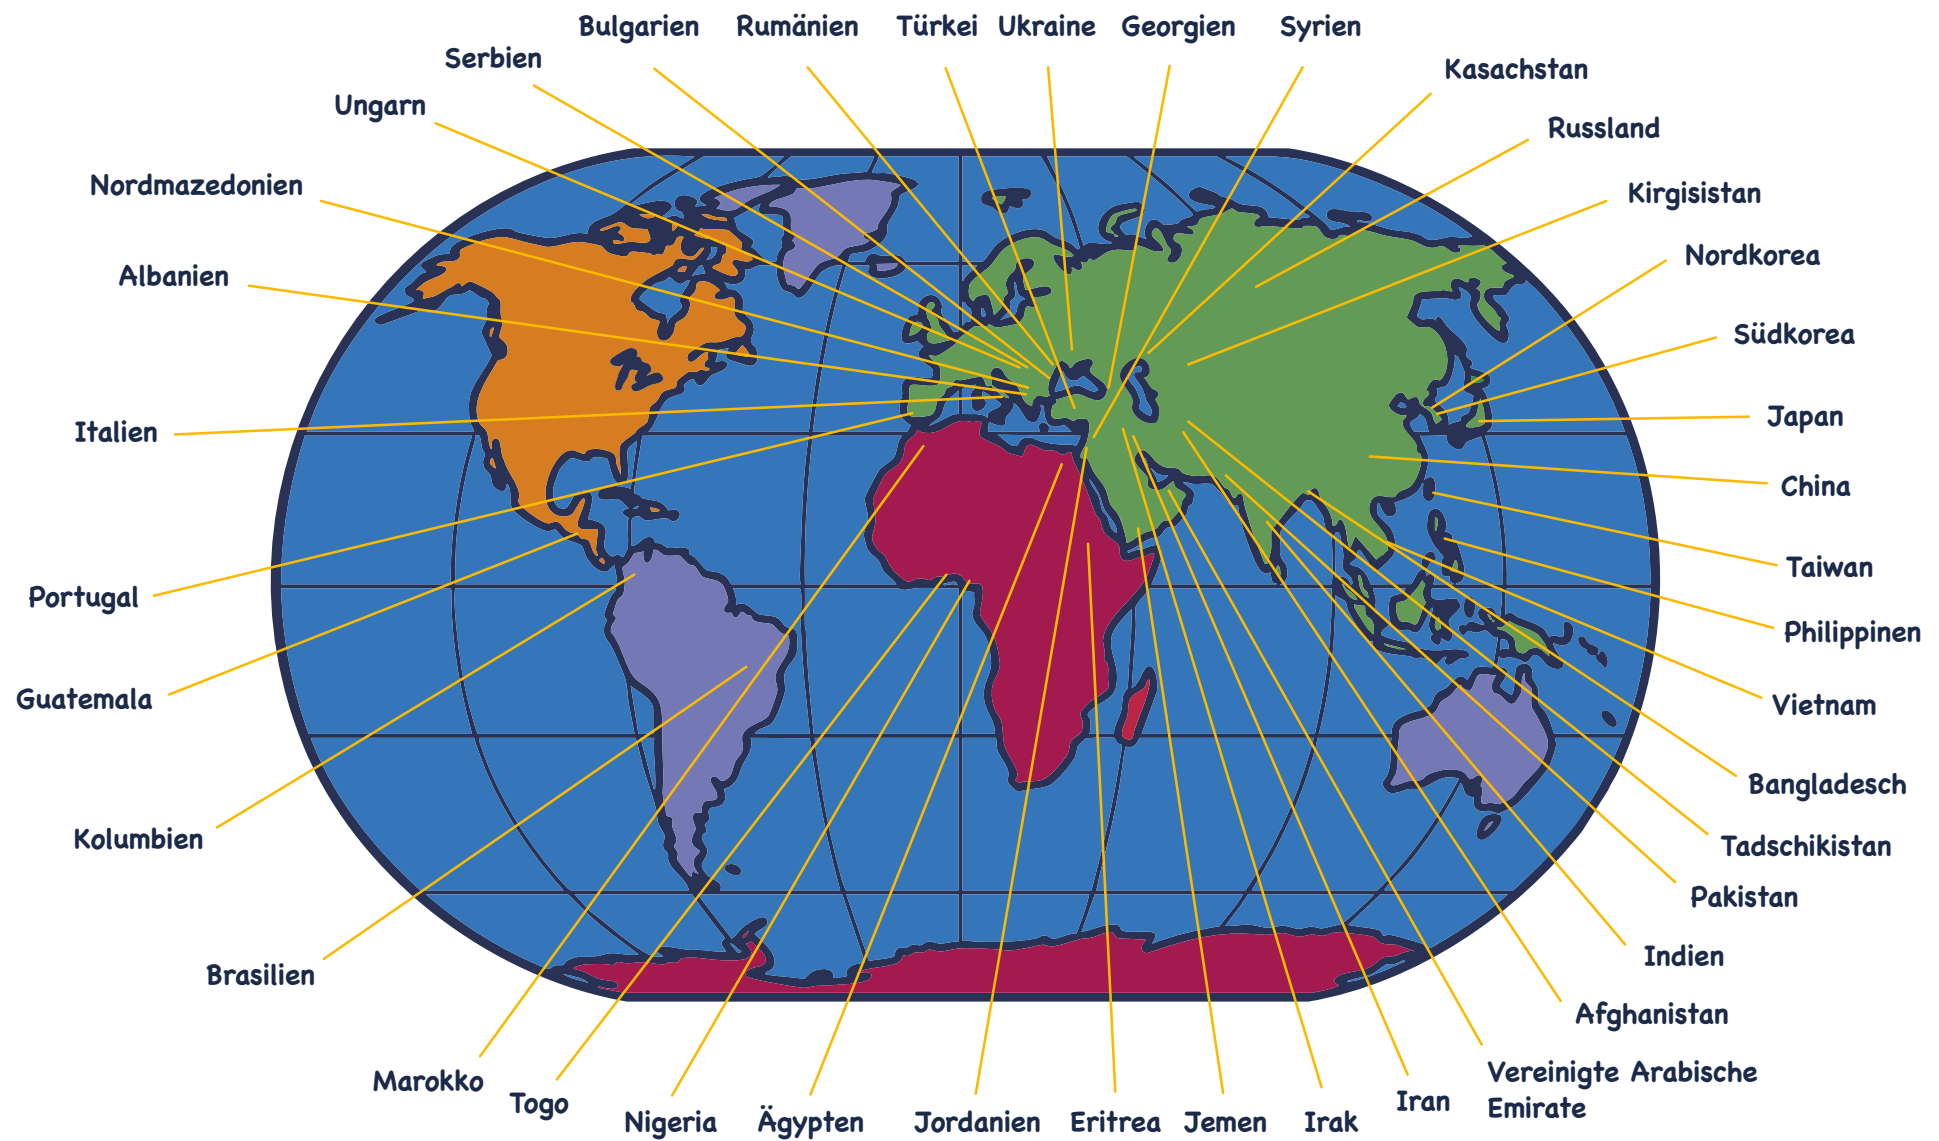 Bulgarien
Rumänien
Türkei
Ukraine
Georgien
Syrien
Serbien
Kasachstan
Ungarn
Russland
Nordmazedonien
Kirgisistan
Nordkorea
Albanien
Südkorea
Japan
Italien
China
Taiwan
Portugal
Philippinen
Guatemala
Vietnam
Bangladesch
Kolumbien
Tadschikistan
Pakistan
Indien
Brasilien
Afghanistan
Vereinigte Arabische
Emirate
Marokko
Togo
Nigeria
Ägypten
Jordanien
Eritrea
Jemen
Irak
Iran